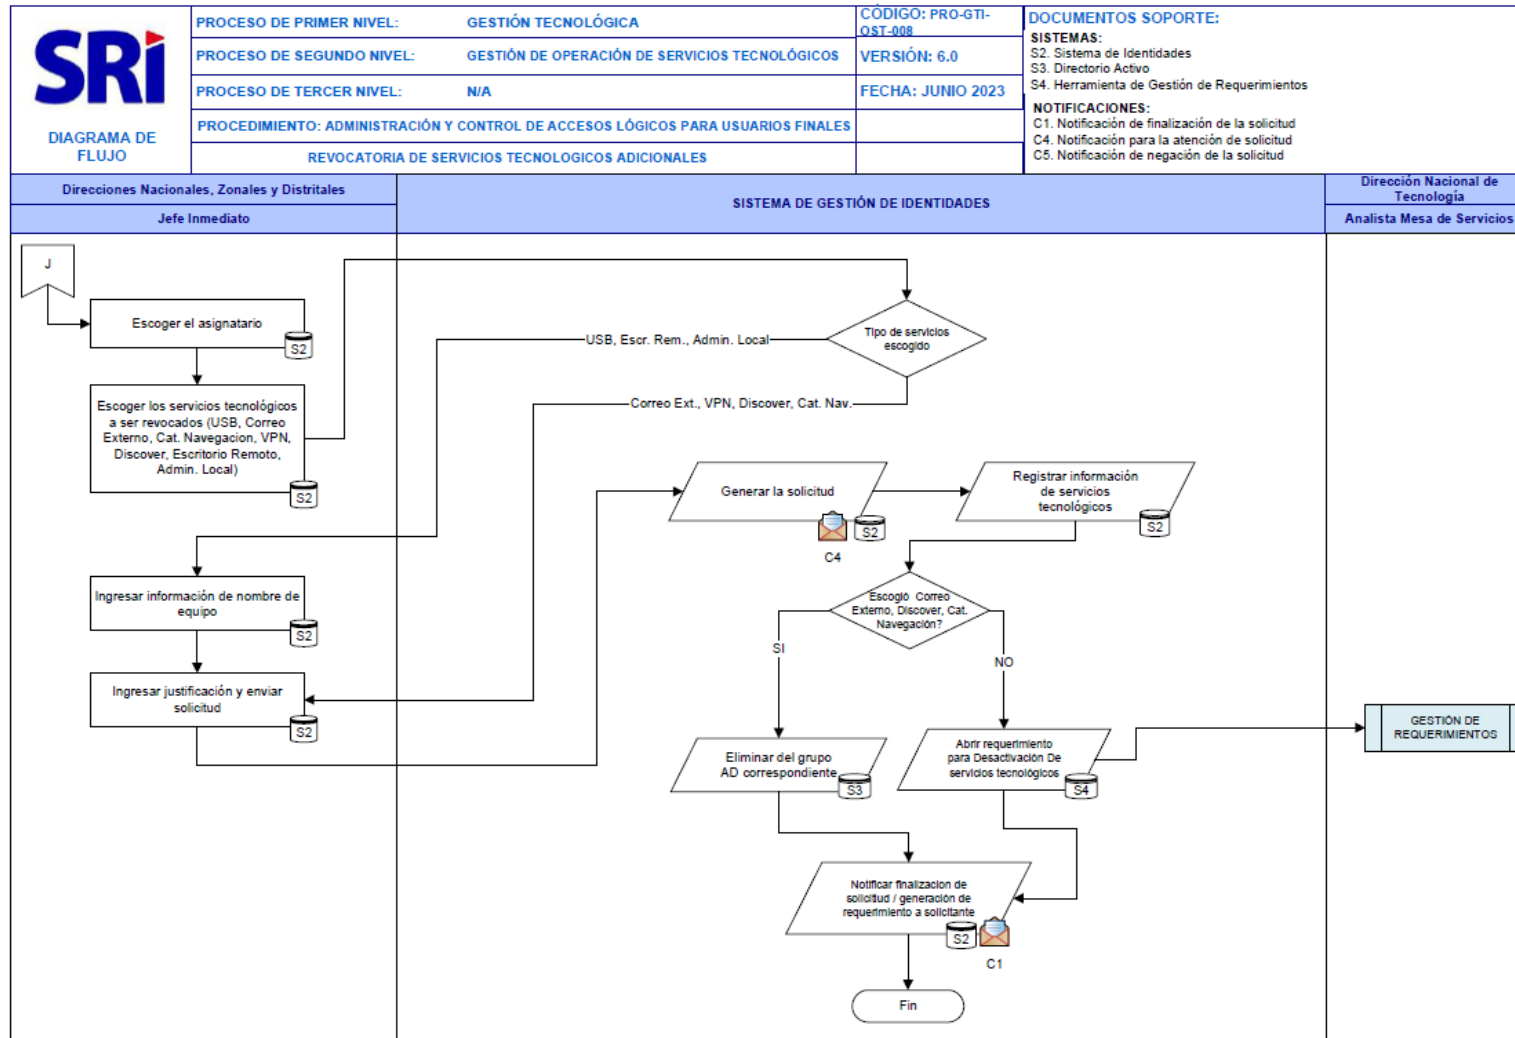 SRi
DIAGRAMA DE
FLUJO
PROCESO DE PRIMER NIVEL:
GESTIÓN TECNOLÓGICA
CÓDIGO: PRO-GTI-
OST-008
PROCESO DE SEGUNDO NIVEL:
GESTIÓN DE OPERACIÓN DE SERVICIOS TECNOLÓGICOS
VERSIÓN: 6.0
PROCESO DE TERCER NIVEL:
N/A
FECHA: JUNIO 2023
PROCEDIMIENTO: ADMINISTRACIÓN Y CONTROL DE ACCESOS LÓGICOS PARA USUARIOS FINALES
REVOCATORIA DE SERVICIOS TECNOLOGICOS ADICIONALES
DOCUMENTOS SOPORTE:
SISTEMAS:
S2. Sistema de Identidades
S3. Directorio Activo
S4. Herramienta de Gestión de Requerimientos
NOTIFICACIONES:
C1. Notificación de finalización de la solicitud
C4. Notificación para la atención de solicitud
C5. Notificación de negación de la solicitud
Direcciones Nacionales, Zonales y Distritales
Jefe Inmediato
SISTEMA DE GESTIÓN DE IDENTIDADES
Dirección Nacional de
Tecnología
Analista Mesa de Servicios
J
Escoger el asignatario
S2
Escoger los servicios tecnológicos
a ser revocados (USB, Correo
Externo, Cat. Navegacion, VPN,
Discover, Escritorio Remoto,
Admin. Local)
S2
Tipo de servicios
escogido
USB, Escr. Rem., Admin. Local
Correo Ext., VPN, Discover, Cat. Nav.
Ingresar información de nombre de
equipo
S2
Ingresar justificación y enviar
solicitud
S2
Generar la solicitud
S2
C4
Registrar información
de servicios
tecnológicos
S2
Escogió Correo
Externo, Discover, Cat.
Navegación?
SI
NO
Eliminar del grupo
AD correspondiente
S3
Abrir requerimiento
para Desactivación De
servicios tecnológicos
S4
GESTIÓN DE
REQUERIMIENTOS
Notificar finalizacion de
solicitud / generación de
requerimiento a solicitante
S2
C1
Fin